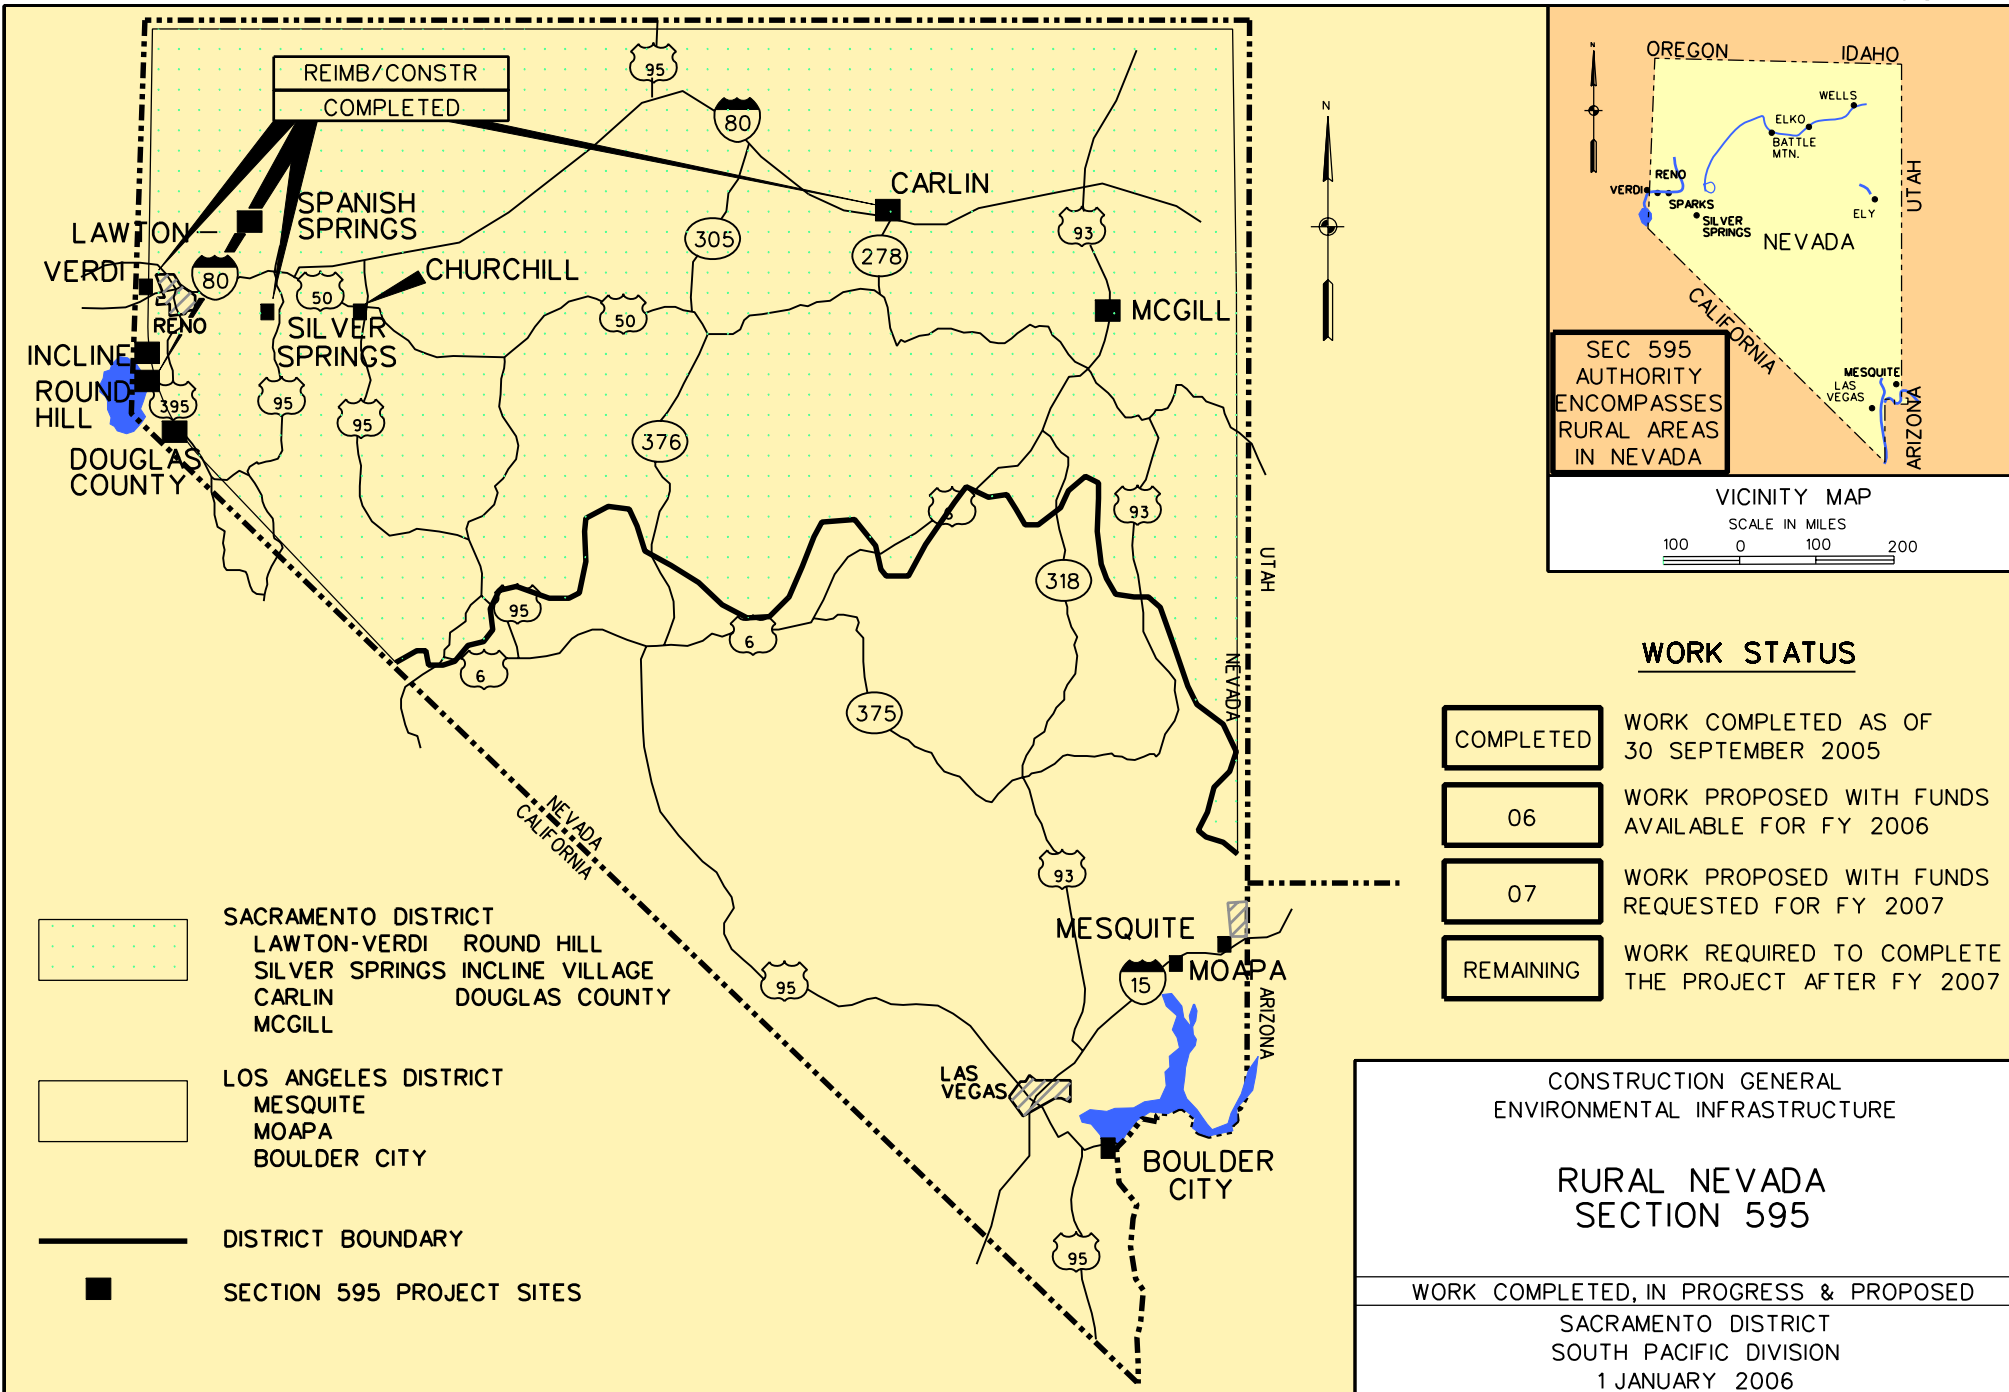 REIMB/CONSTR
COMPLETED
95
80
CARLIN
SPANISH
SPRINGS
LAWTON
VERDI
80
CHURCHILL
305
278
93
50
50
MCGILL
RENO
SILVER
SPRINGS
INCLINE
ROUND
HILL
395
95
95
376
DOUGLAS
COUNTY
6
93
95
318
6
6
375
UTAH
NEVADA
NEVADA
CALIFORNIA
93
MESQUITE
MOAPA
15
95
ARIZONA
LAS
VEGAS
BOULDER
CITY
95
N
SACRAMENTO DISTRICT
LAWTON-VERDI ROUND HILL
SILVER SPRINGS INCLINE VILLAGE
CARLIN DOUGLAS COUNTY
MCGILL
LOS ANGELES DISTRICT
MESQUITE
MOAPA
BOULDER CITY
DISTRICT BOUNDARY
SECTION 595 PROJECT SITES
N
OREGON IDAHO
WELLS
ELKO
BATTLE
MTN.
RENO
VERDI
SPARKS
SILVER
SPRINGS
ELY
UTAH
NEVADA
CALIFORNIA
MESQUITE
LAS
VEGAS
ARIZONA
SEC 595
AUTHORITY
ENCOMPASSES
RURAL AREAS
IN NEVADA
VICINITY MAP
SCALE IN MILES
100 0 100 200
WORK STATUS
COMPLETED
WORK COMPLETED AS OF
30 SEPTEMBER 2005
06
WORK PROPOSED WITH FUNDS
AVAILABLE FOR FY 2006
07
WORK PROPOSED WITH FUNDS
REQUESTED FOR FY 2007
REMAINING
WORK REQUIRED TO COMPLETE
THE PROJECT AFTER FY 2007
CONSTRUCTION GENERAL
ENVIRONMENTAL INFRASTRUCTURE
RURAL NEVADA
SECTION 595
WORK COMPLETED, IN PROGRESS & PROPOSED
SACRAMENTO DISTRICT
SOUTH PACIFIC DIVISION
1 JANUARY 2006